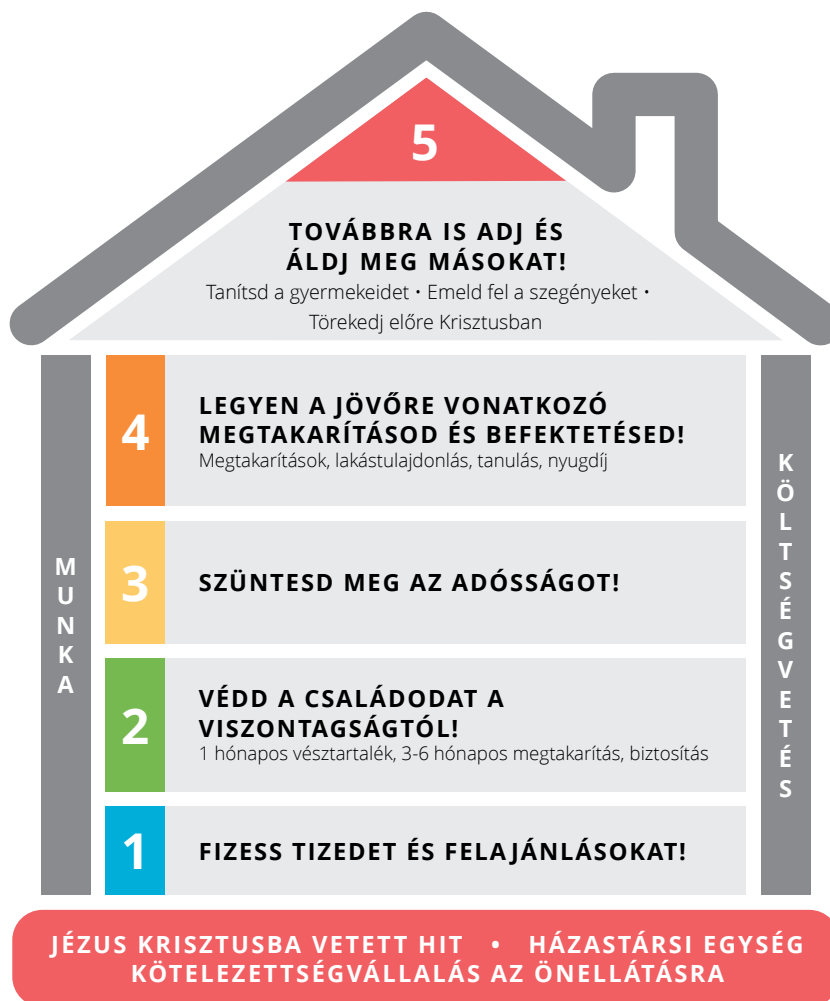 5
TOVÁBBRA IS ADJ ÉS
ÁLDJ MEG MÁSOKAT!
Tanítsd a gyermekeidet • Emeld fel a szegényeket •
Törekedj előre Krisztusban
4
LEGYEN A JÖVŐRE VONATKOZÓ
MEGTAKARÍTÁSOD ÉS BEFEKTETÉSED!
Megtakarítások, lakástulajdonlás, tanulás, nyugdíj
3
SZÜNTESD MEG AZ ADÓSSÁGOT!
2
VÉDD A CSALÁDODAT A
VISZONTAGSÁGTÓL!
1 hónapos vésztartalék, 3-6 hónapos megtakarítás, biztosítás
1
FIZESS TIZEDET ÉS FELAJÁNLÁSOKAT!
MUNKA
KÖLTSÉGVETÉS
JÉZUS KRISZTUSBA VETETT HIT • HÁZASTÁRSI EGYSÉG
KÖTELEZETTSÉGVÁLLALÁS AZ ÖNELLÁTÁSRA